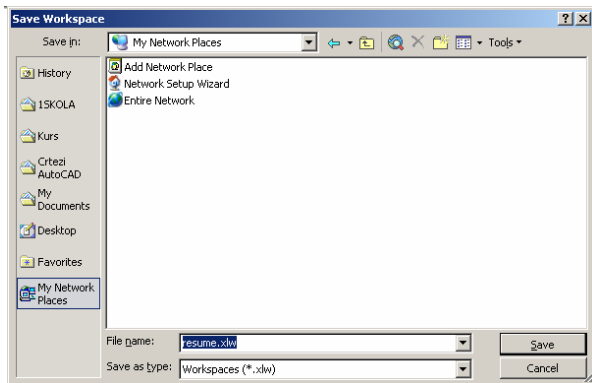 Save Workspace
Save in:
My Network Places
Tools
History
1SKOLA
Kurs
Crtezi
AutoCAD
My
Documents
Desktop
Favorites
My Network
Places
Add Network Place
Network Setup Wizard
Entire Network
File name:
resume.xlw
Save
Save as type:
Workspaces (*.xlw)
Cancel